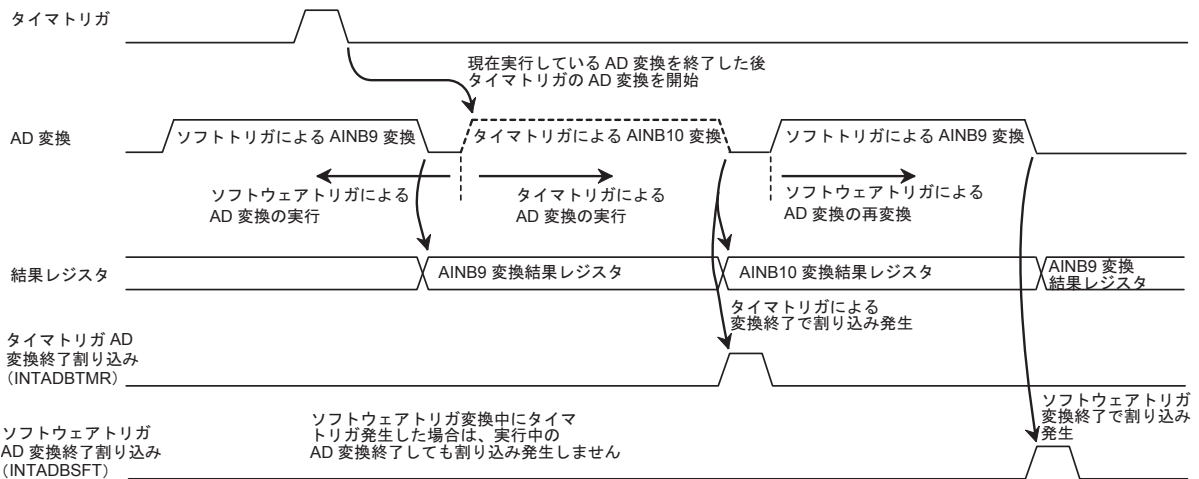 タイマトリガ
現在実行している AD 変換を終了した後
タイマトリガの AD 変換を開始
AD 変換
ソフトトリガによる AINB9 変換
タイマトリガによる AINB10 変換
ソフトトリガによる AINB9 変換
ソフトウェアトリガによる
AD 変換の実行
タイマトリガによる
AD 変換の実行
ソフトウェアトリガによる
AD 変換の再変換
結果レジスタ
AINB9 変換結果レジスタ
AINB10 変換結果レジスタ
AINB9 変換
結果レジスタ
タイマトリガによる
変換終了で割り込み発生
タイマトリガ AD
変換終了割り込み
(INTADBTMR)
ソフトウェアトリガ
変換終了で割り込み
発生
ソフトウェアトリガ変換中にタイマ
トリガ発生した場合は、実行中の
AD 変換終了しても割り込み発生しません
ソフトウェアトリガ
AD 変換終了割り込み
(INTADBSFT)